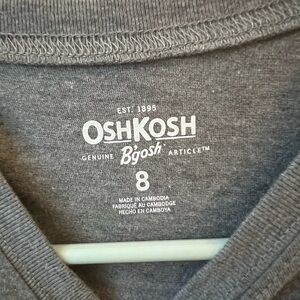 EST. 1895
OSHKOSH
GENUINE B'gosh ARTICLE™
8
MADE IN CAMBODIA
FABRIQUÉ AU CAMBODGE
HECHO EN CAMBOYA